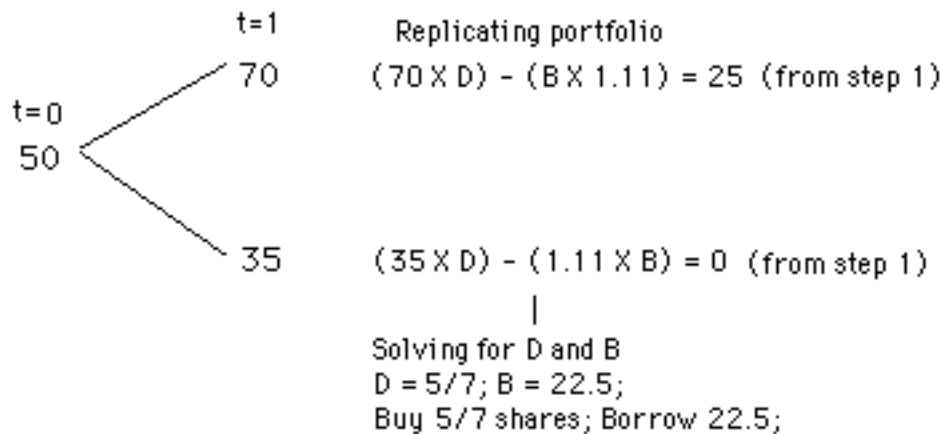 t=1
Replicating portfolio
70 (70 X D) - (B X 1.11) = 25 (from step 1)
t=0
50
35 (35 X D) - (1.11 X B) = 0 (from step 1)
Solving for D and B
D = 5/7; B = 22.5;
Buy 5/7 shares; Borrow 22.5;